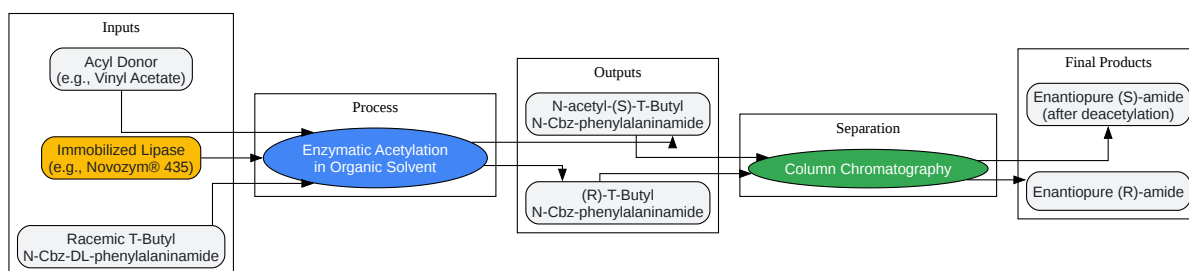 Inputs
Acyl Donor
(e.g., Vinyl Acetate)
Immobilized Lipase
(e.g., Novozym® 435)
Racemic T-Butyl
N-Cbz-DL-phenylalaninamide
Process
Enzymatic Acetylation
in Organic Solvent
Outputs
N-acetyl-(S)-T-Butyl
N-Cbz-phenylalaninamide
(R)-T-Butyl
N-Cbz-phenylalaninamide
Separation
Column Chromatography
Final Products
Enantiopure (S)-amide
(after deacetylation)
Enantiopure (R)-amide